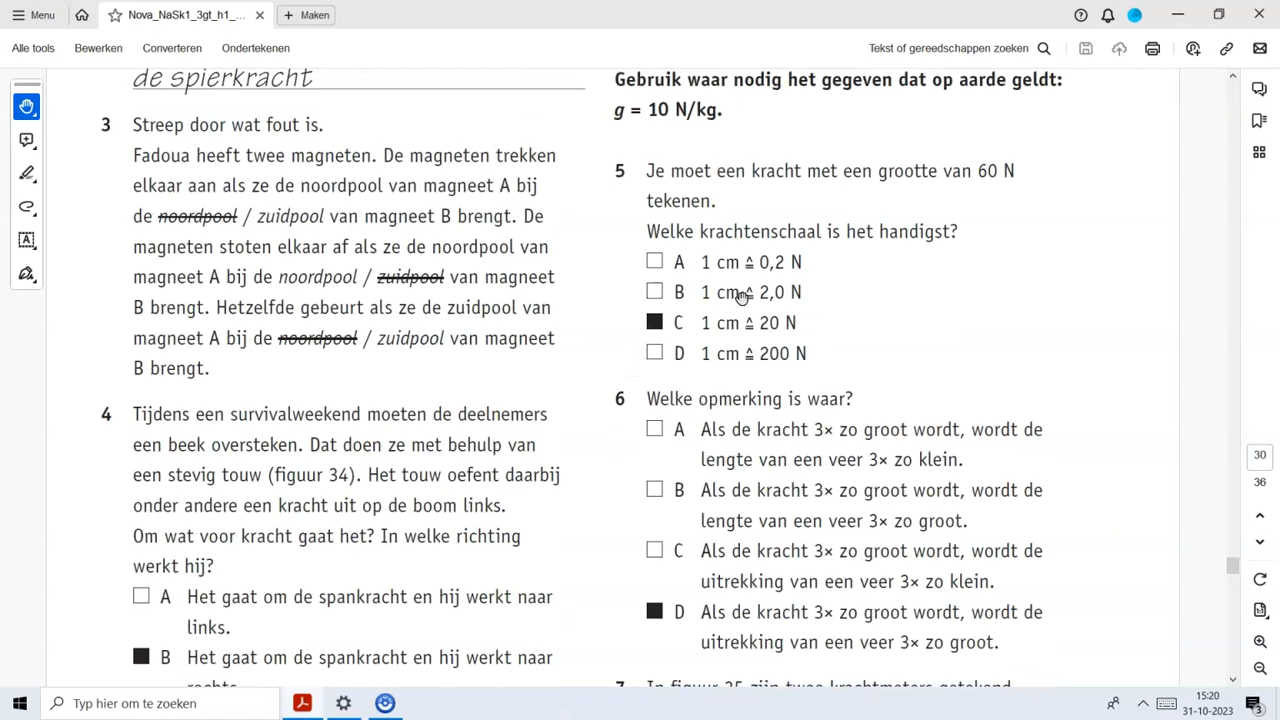 Menu
Nova_NaSk1_3gt_h1_...
Maken
Alle tools
Bewerken
Converteren
Ondertekenen
Tekst of gereedschappen zoeken
de spierkracht
3 Streep door wat fout is.
Fadoua heeft twee magneten. De magneten trekken
elkaar aan als ze de noordpool van magneet A bij
de noordpool / zuidpool van magneet B brengt. De
magneten stoten elkaar af als ze de noordpool van
magneet A bij de noordpool / zuidpool van magneet
B brengt. Hetzelfde gebeurt als ze de zuidpool van
magneet A bij de noordpool / zuidpool van magneet
B brengt.
4 Tijdens een survivalweekend moeten de deelnemers
een beek oversteken. Dat doen ze met behulp van
een stevig touw (figuur 34). Het touw oefent daarbij
onder andere een kracht uit op de boom links.
Om wat voor kracht gaat het? In welke richting
werkt hij?
A Het gaat om de spankracht en hij werkt naar
links.
B Het gaat om de spankracht en hij werkt naar
rechts.
Gebruik waar nodig het gegeven dat op aarde geldt:
g = 10 N/kg.
5 Je moet een kracht met een grootte van 60 N
tekenen.
Welke krachtenschaal is het handigst?
A 1 cm ≙ 0,2 N
B 1 cm ≙ 2,0 N
C 1 cm ≙ 20 N
D 1 cm ≙ 200 N
6 Welke opmerking is waar?
A Als de kracht 3× zo groot wordt, wordt de
lengte van een veer 3× zo klein.
B Als de kracht 3× zo groot wordt, wordt de
lengte van een veer 3× zo groot.
C Als de kracht 3× zo groot wordt, wordt de
uitrekking van een veer 3× zo klein.
D Als de kracht 3× zo groot wordt, wordt de
uitrekking van een veer 3× zo groot.
7 In figuur 35 zijn twee krachtmeters getekend
30
36
Typ hier om te zoeken
15:20
31-10-2023
3